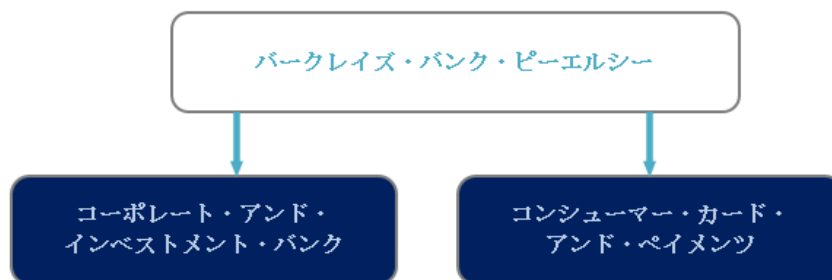 バークレイズ・バンク・ピーエルシー
コーポレート・アンド・
インベストメント・バンク
コンシューマー・カード・
アンド・ペイメンツ